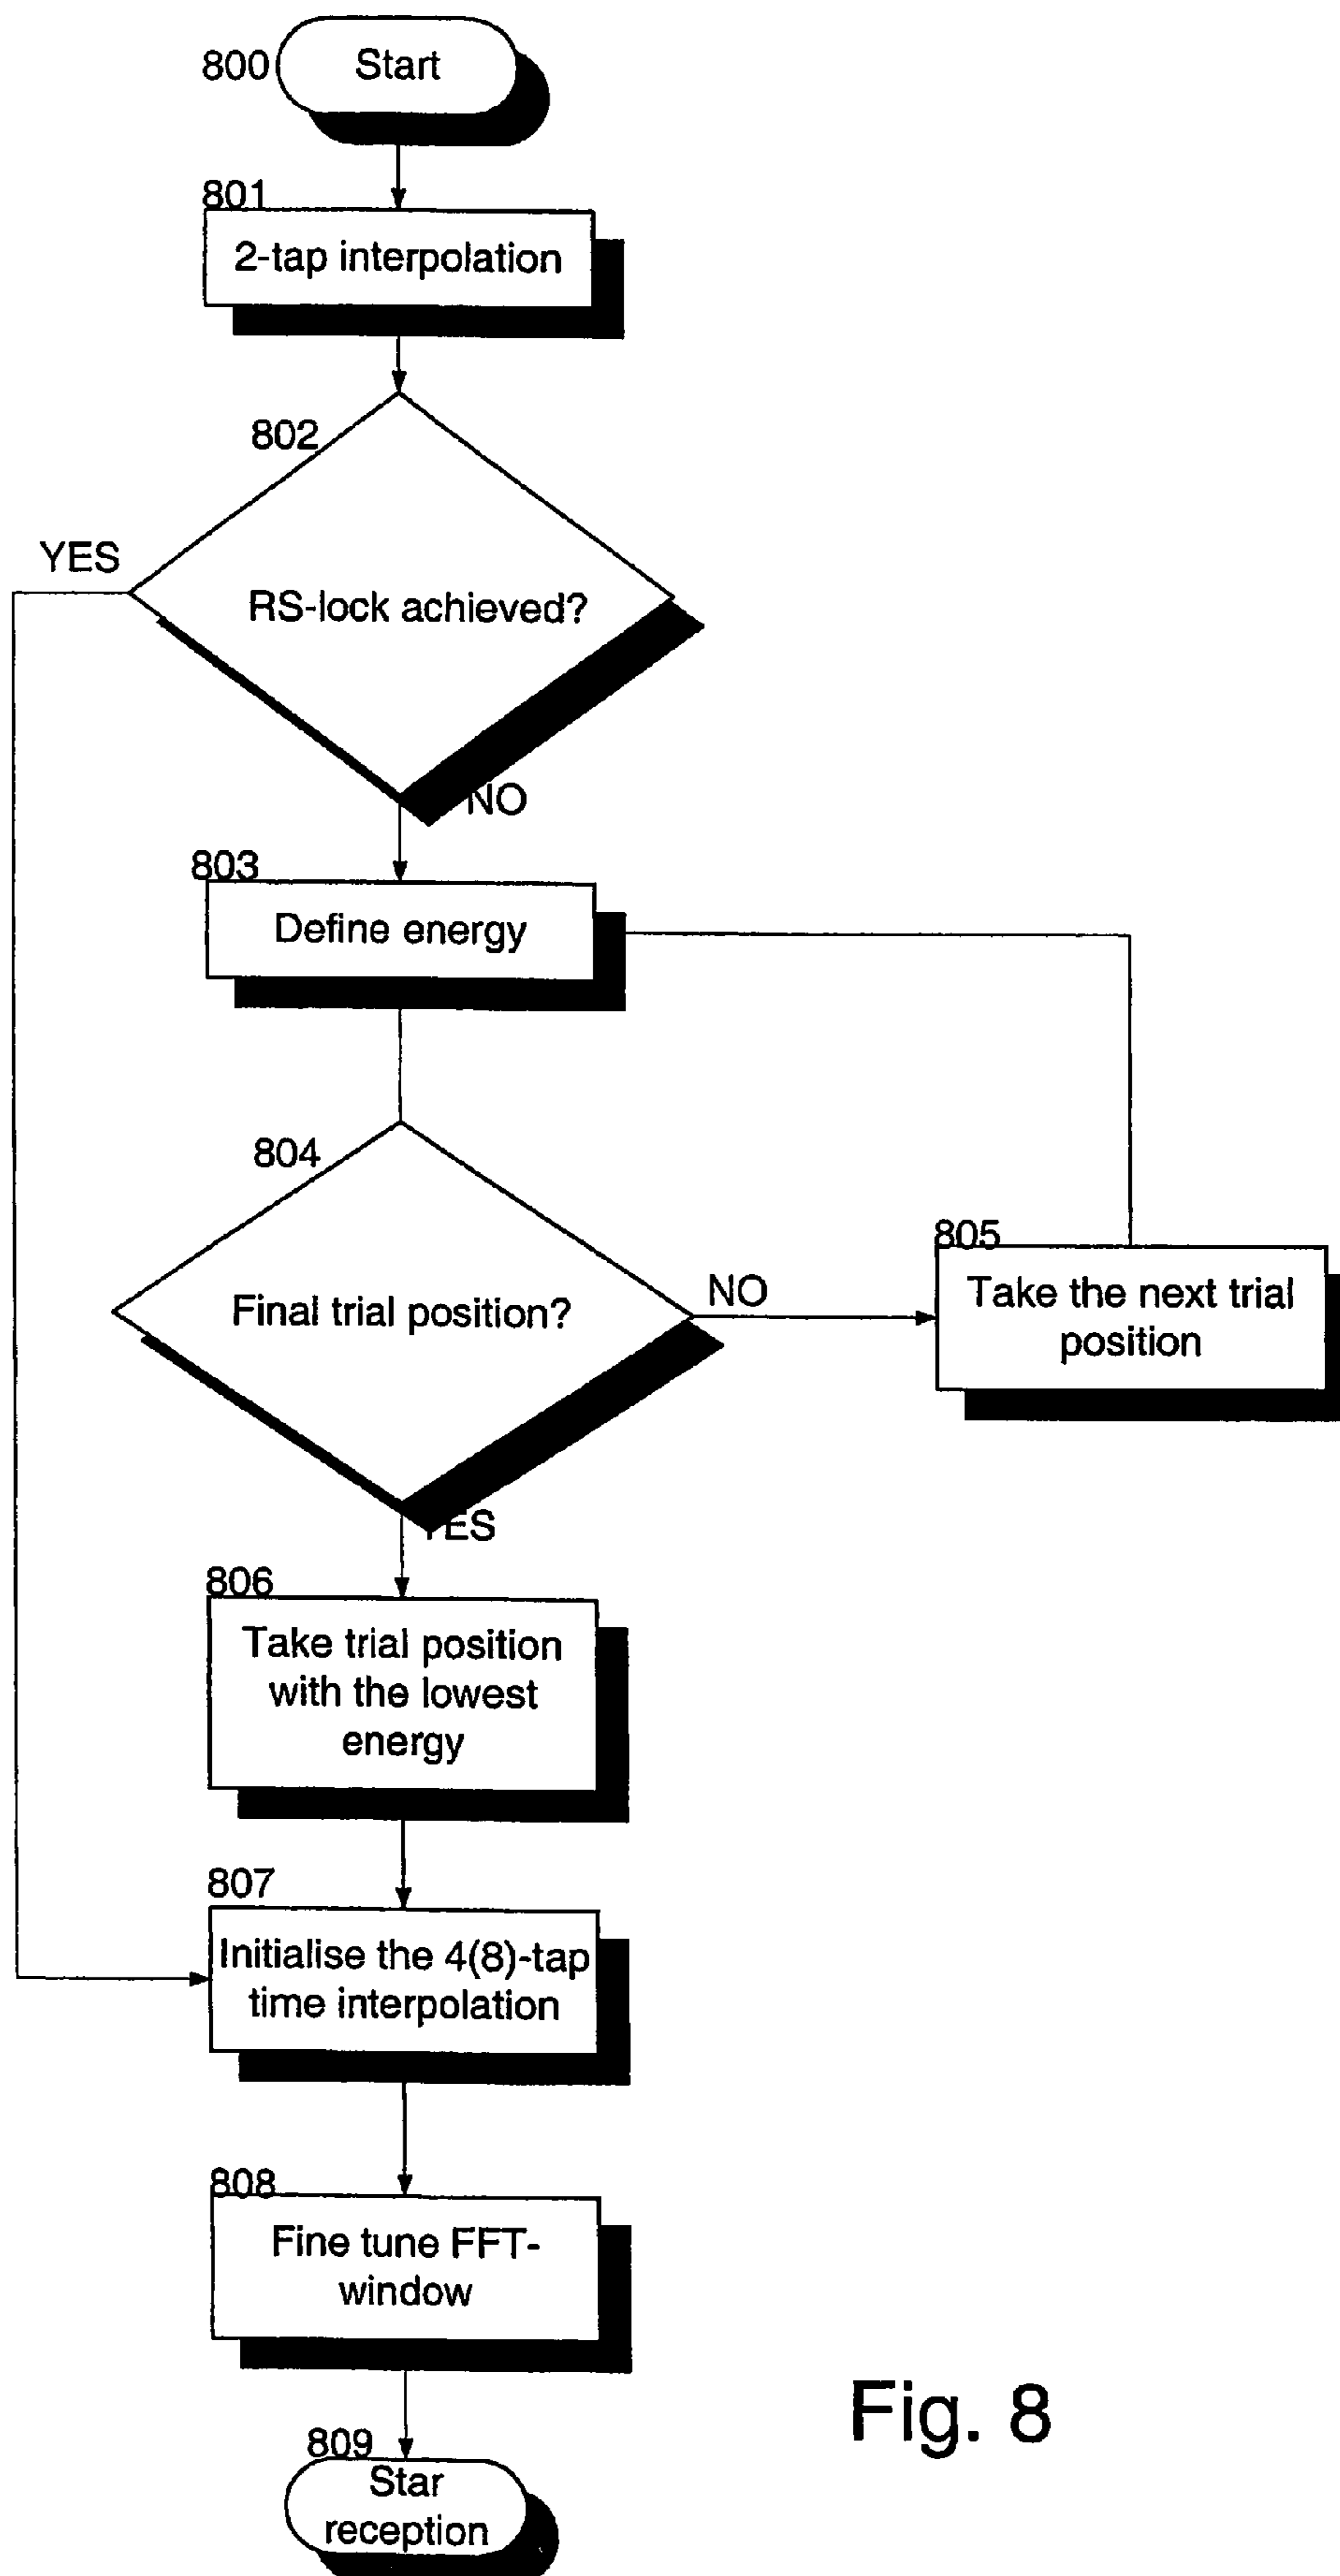 800
Start
801
2-tap interpolation
802
YES
RS-lock achieved?
NO
803
Define energy
804
Final trial position?
NO
805
Take the next trial
position
YES
806
Take trial position
with the lowest
energy
807
Initialise the 4(8)-tap
time interpolation
808
Fine tune FFT-
window
809
Star
reception
Fig. 8